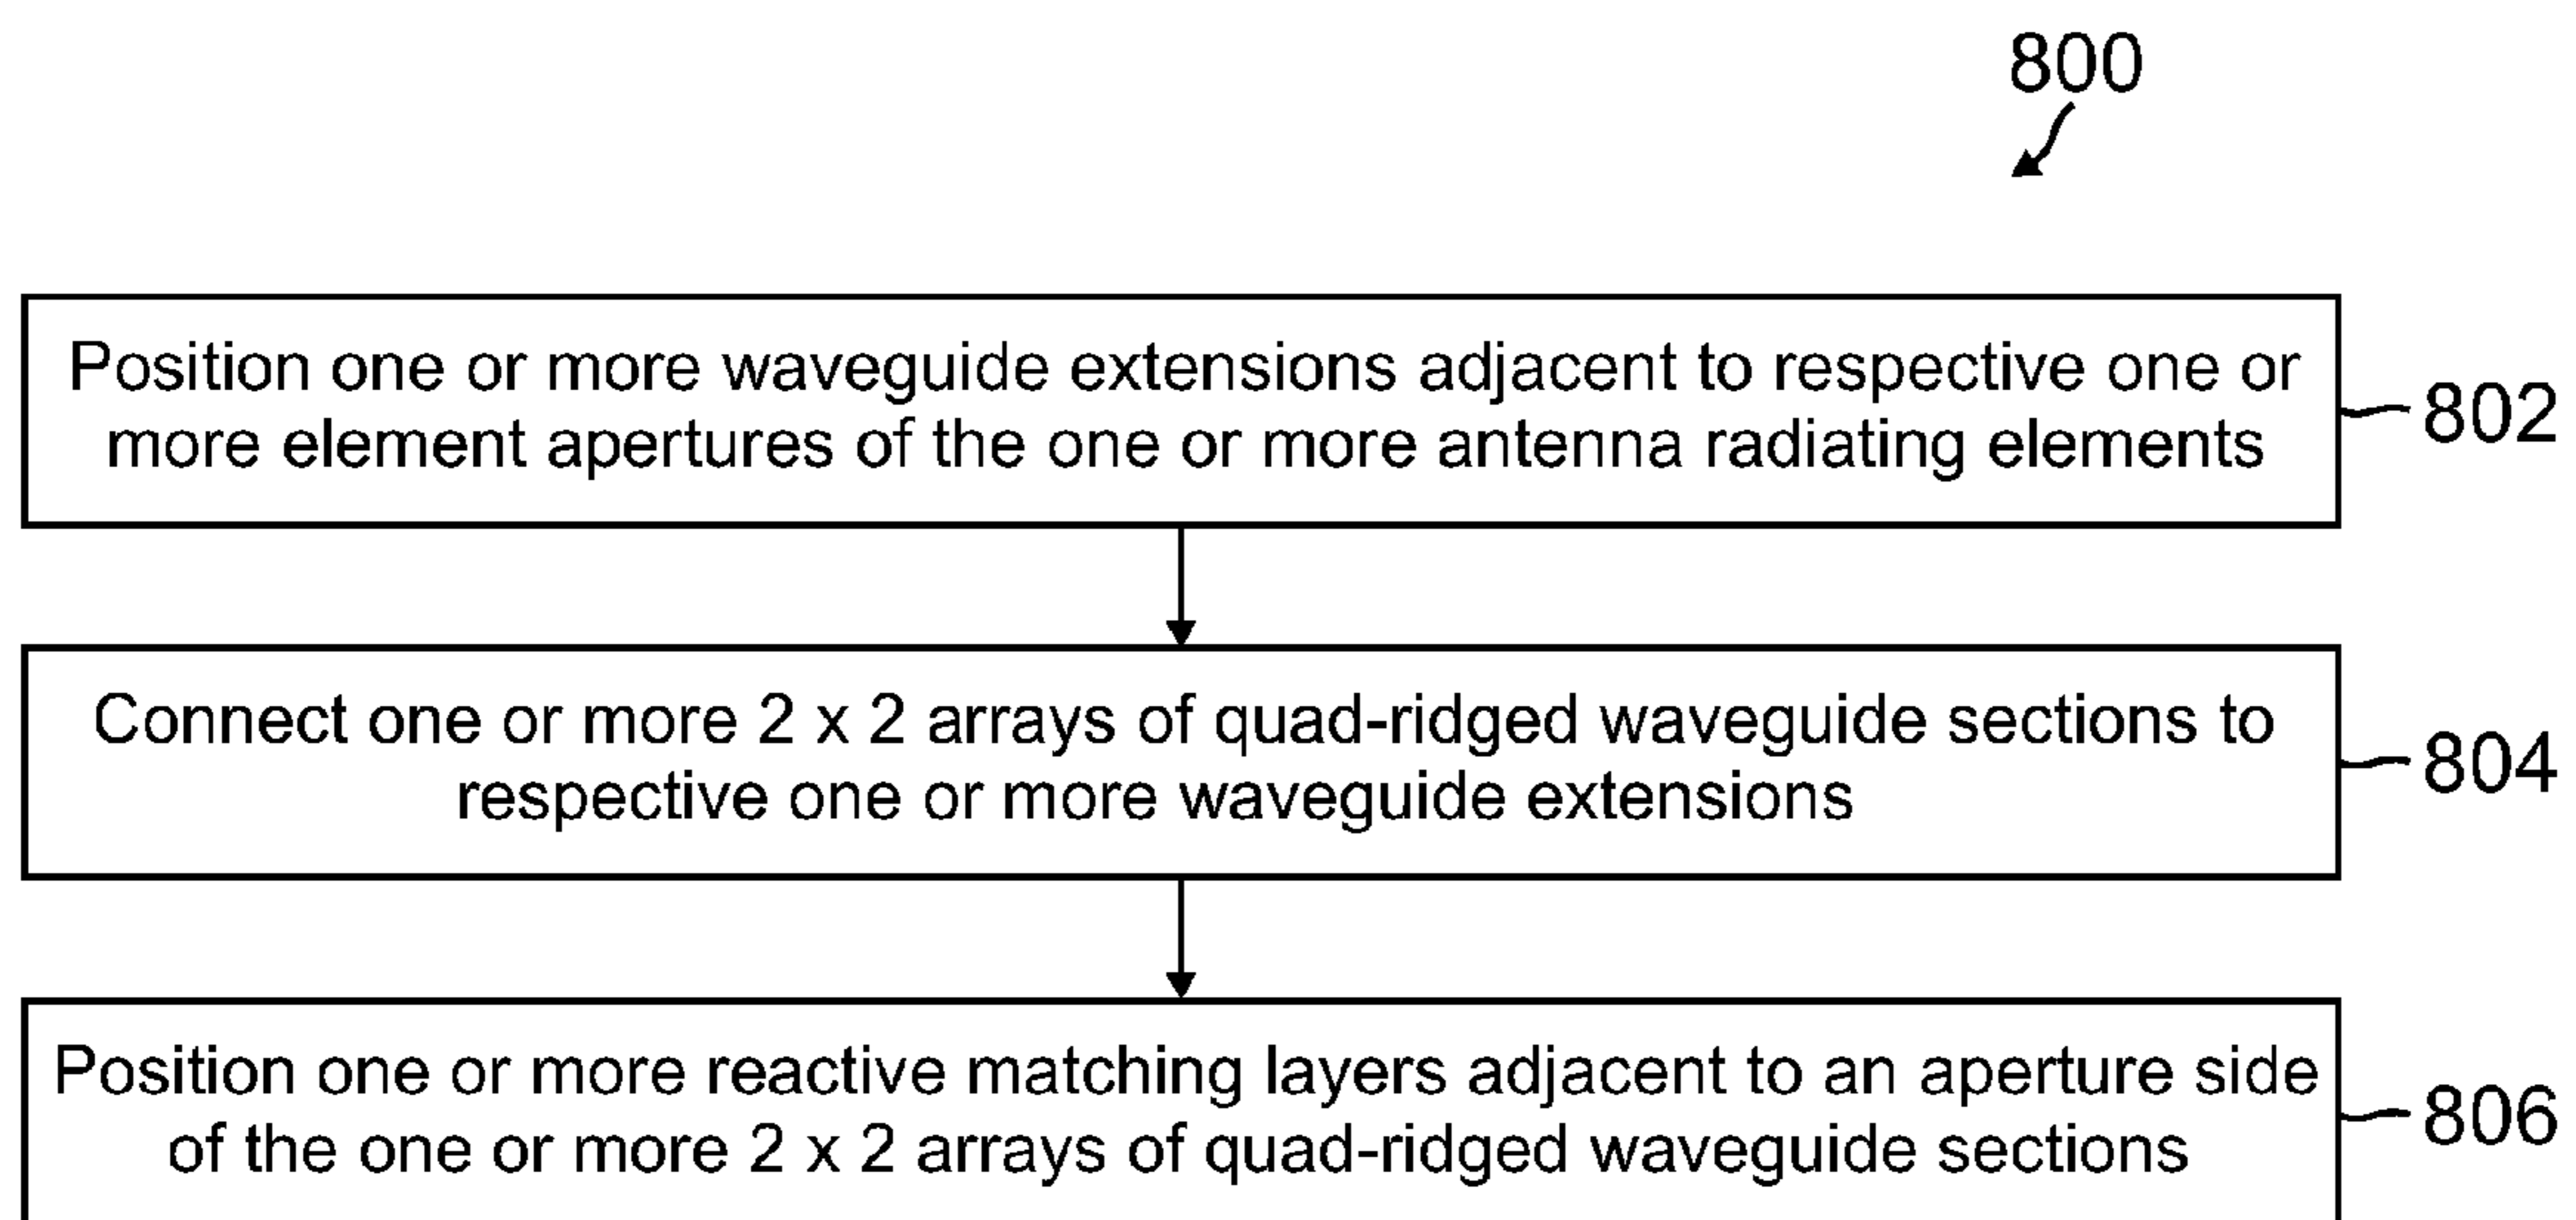 800
Position one or more waveguide extensions adjacent to respective one or
more element apertures of the one or more antenna radiating elements
802
Connect one or more 2 x 2 arrays of quad-ridged waveguide sections to
respective one or more waveguide extensions
804
Position one or more reactive matching layers adjacent to an aperture side
of the one or more 2 x 2 arrays of quad-ridged waveguide sections
806